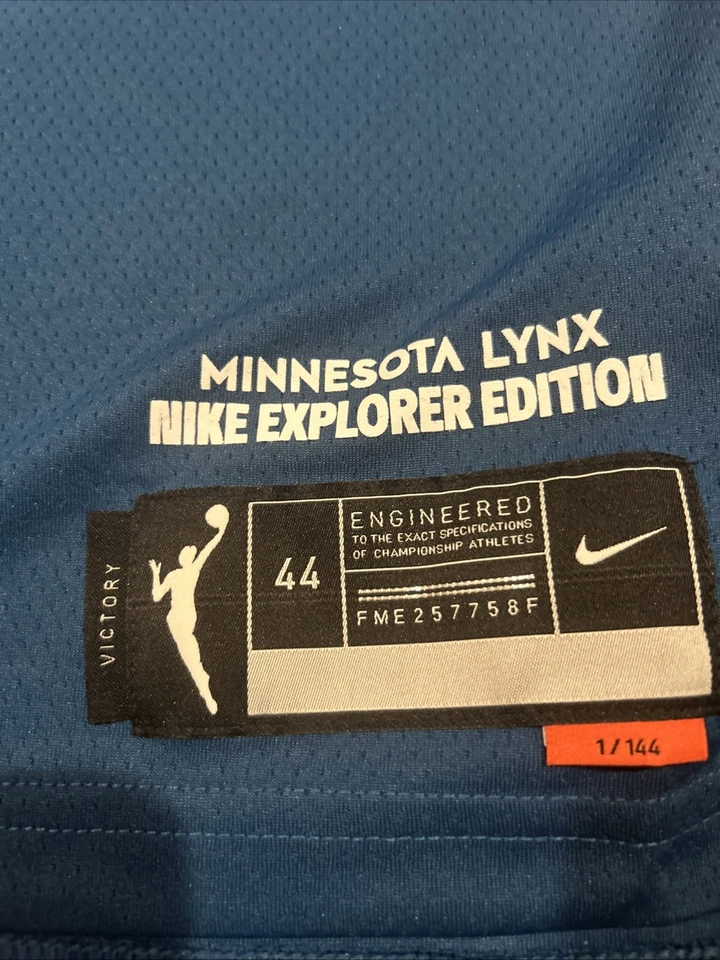 MINNESOTA LYNX
NIKE EXPLORER EDITION
VICTORY
44
ENGINEERED
TO THE EXACT SPECIFICATIONS
OF CHAMPIONSHIP ATHLETES
FME257758F
1/144